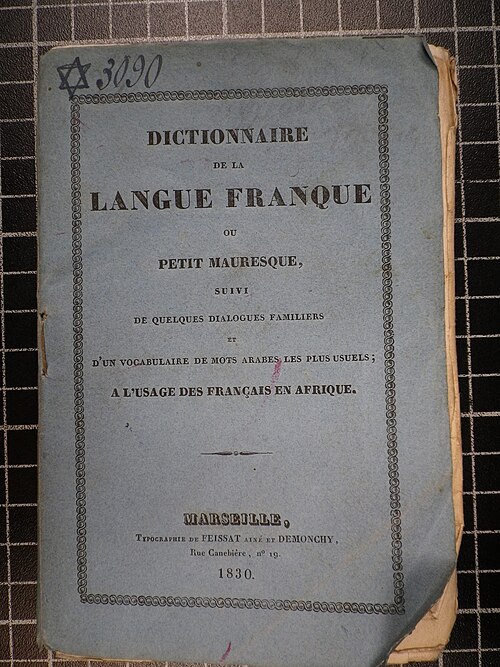 3090
DICTIONNAIRE
DE LA
LANGUE FRANQUE
OU
PETIT MAURESQUE,
SUIVI
DE QUELQUES DIALOGUES FAMILIERS
ET
D'UN VOCABULAIRE DE MOTS ARABES LES PLUS USUELS;
A L'USAGE DES FRANÇAIS EN AFRIQUE.
MARSEILLE,
TYPOGRAPHIE DE FEISSAT AINÉ ET DEMONCHY,
Rue Canebière, nº 19.
1830.